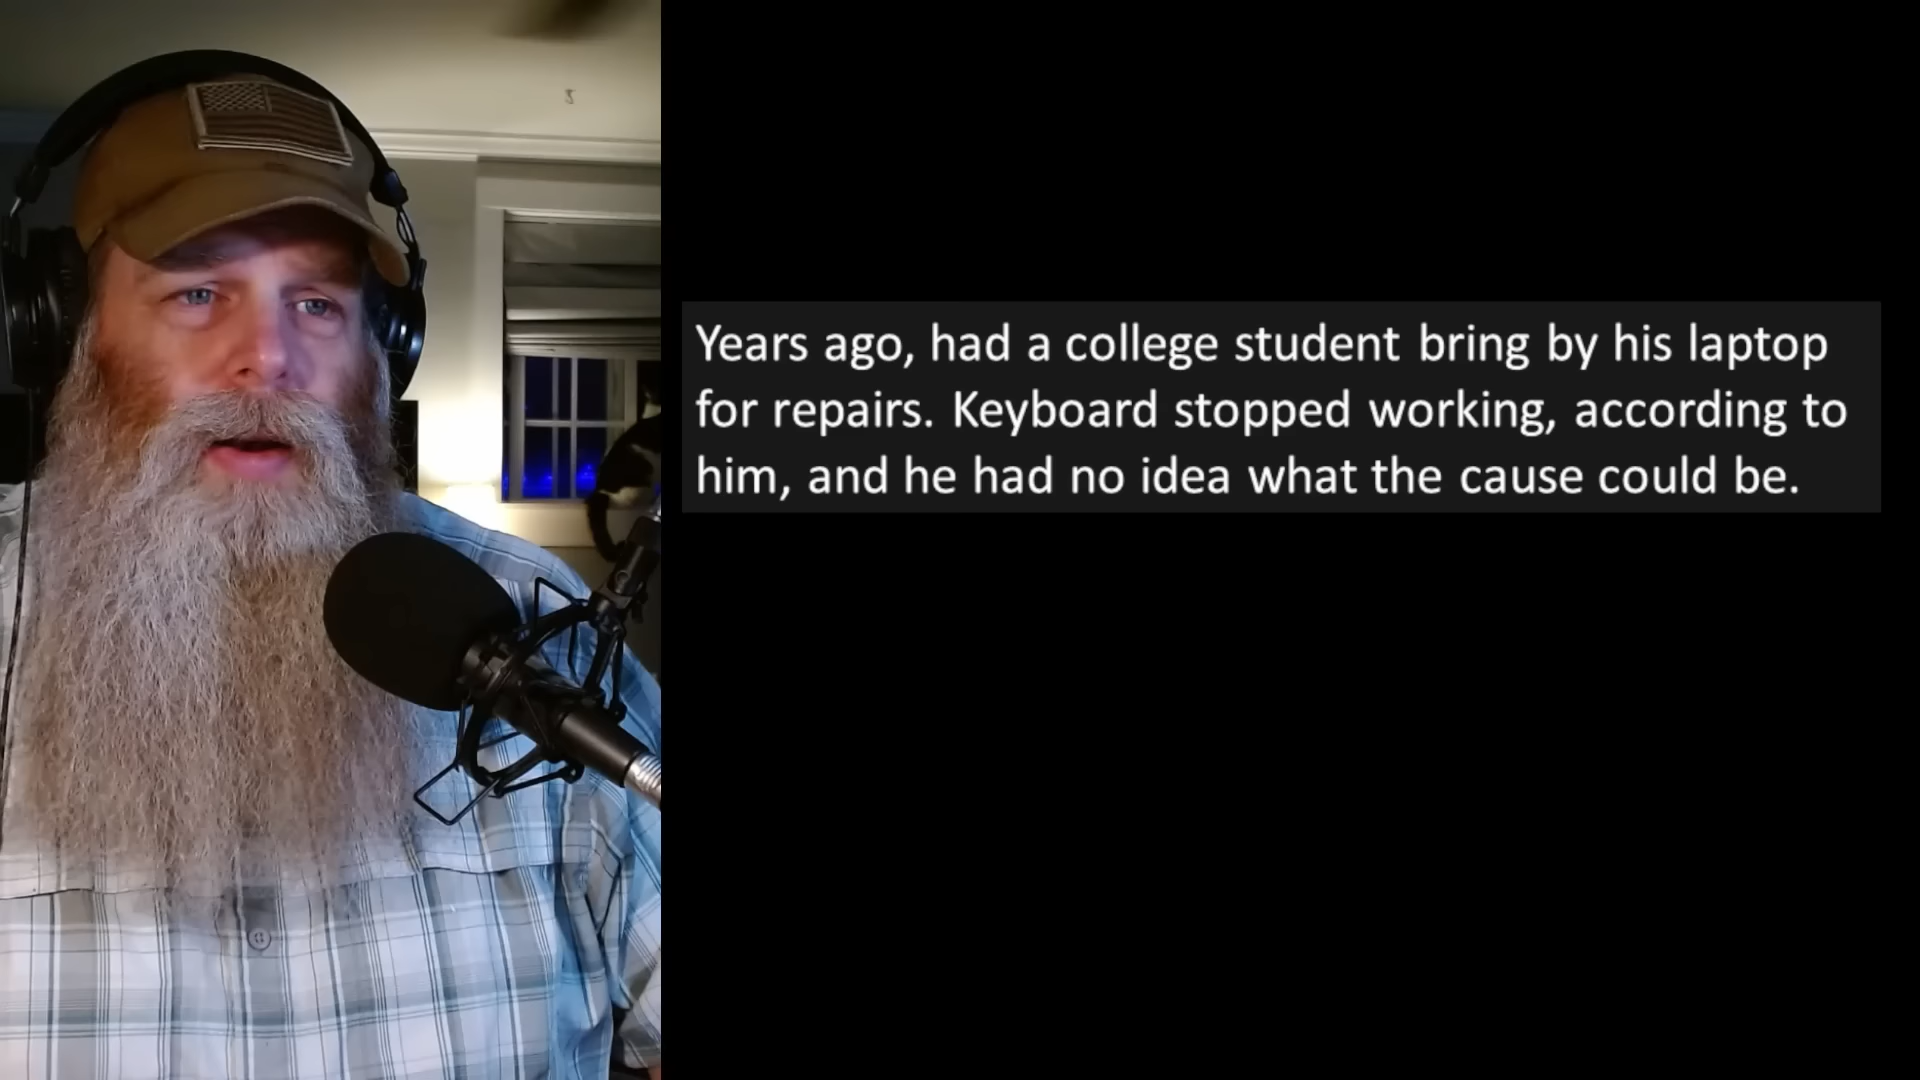 Years ago, had a college student bring by his laptop
for repairs. Keyboard stopped working, according to
him, and he had no idea what the cause could be.